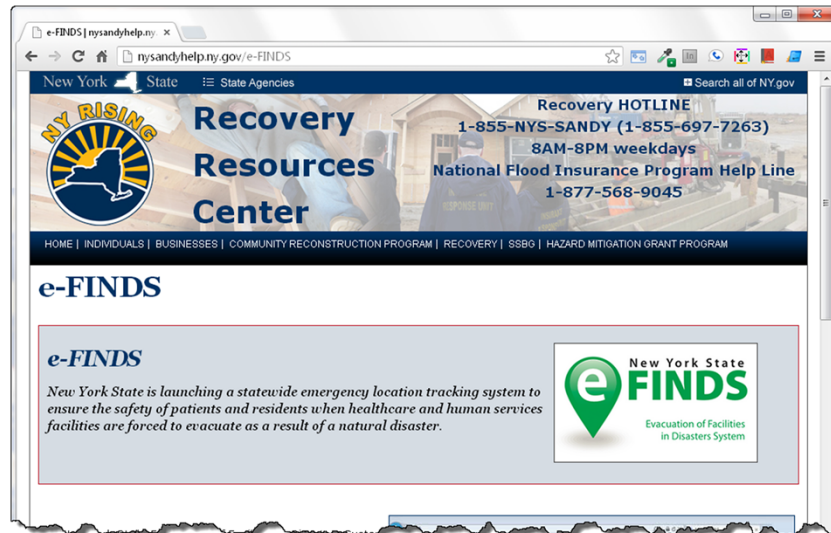 e-FINDS | nysandyhelp.ny.
nysandyhelp.ny.gov/e-FINDS
New York State State Agencies Search all of NY.gov
NY RISING
Recovery
Resources
Center
Recovery HOTLINE
1-855-NYS-SANDY (1-855-697-7263)
8AM-8PM weekdays
National Flood Insurance Program Help Line
1-877-568-9045
RESPONSE UNIT
HOME | INDIVIDUALS | BUSINESSES | COMMUNITY RECONSTRUCTION PROGRAM | RECOVERY | SSBG | HAZARD MITIGATION GRANT PROGRAM
e-FINDS
e-FINDS
New York State is launching a statewide emergency location tracking system to
ensure the safety of patients and residents when healthcare and human services
facilities are forced to evacuate as a result of a natural disaster.
New York State
e FINDS
Evacuation of Facilities
in Disasters System